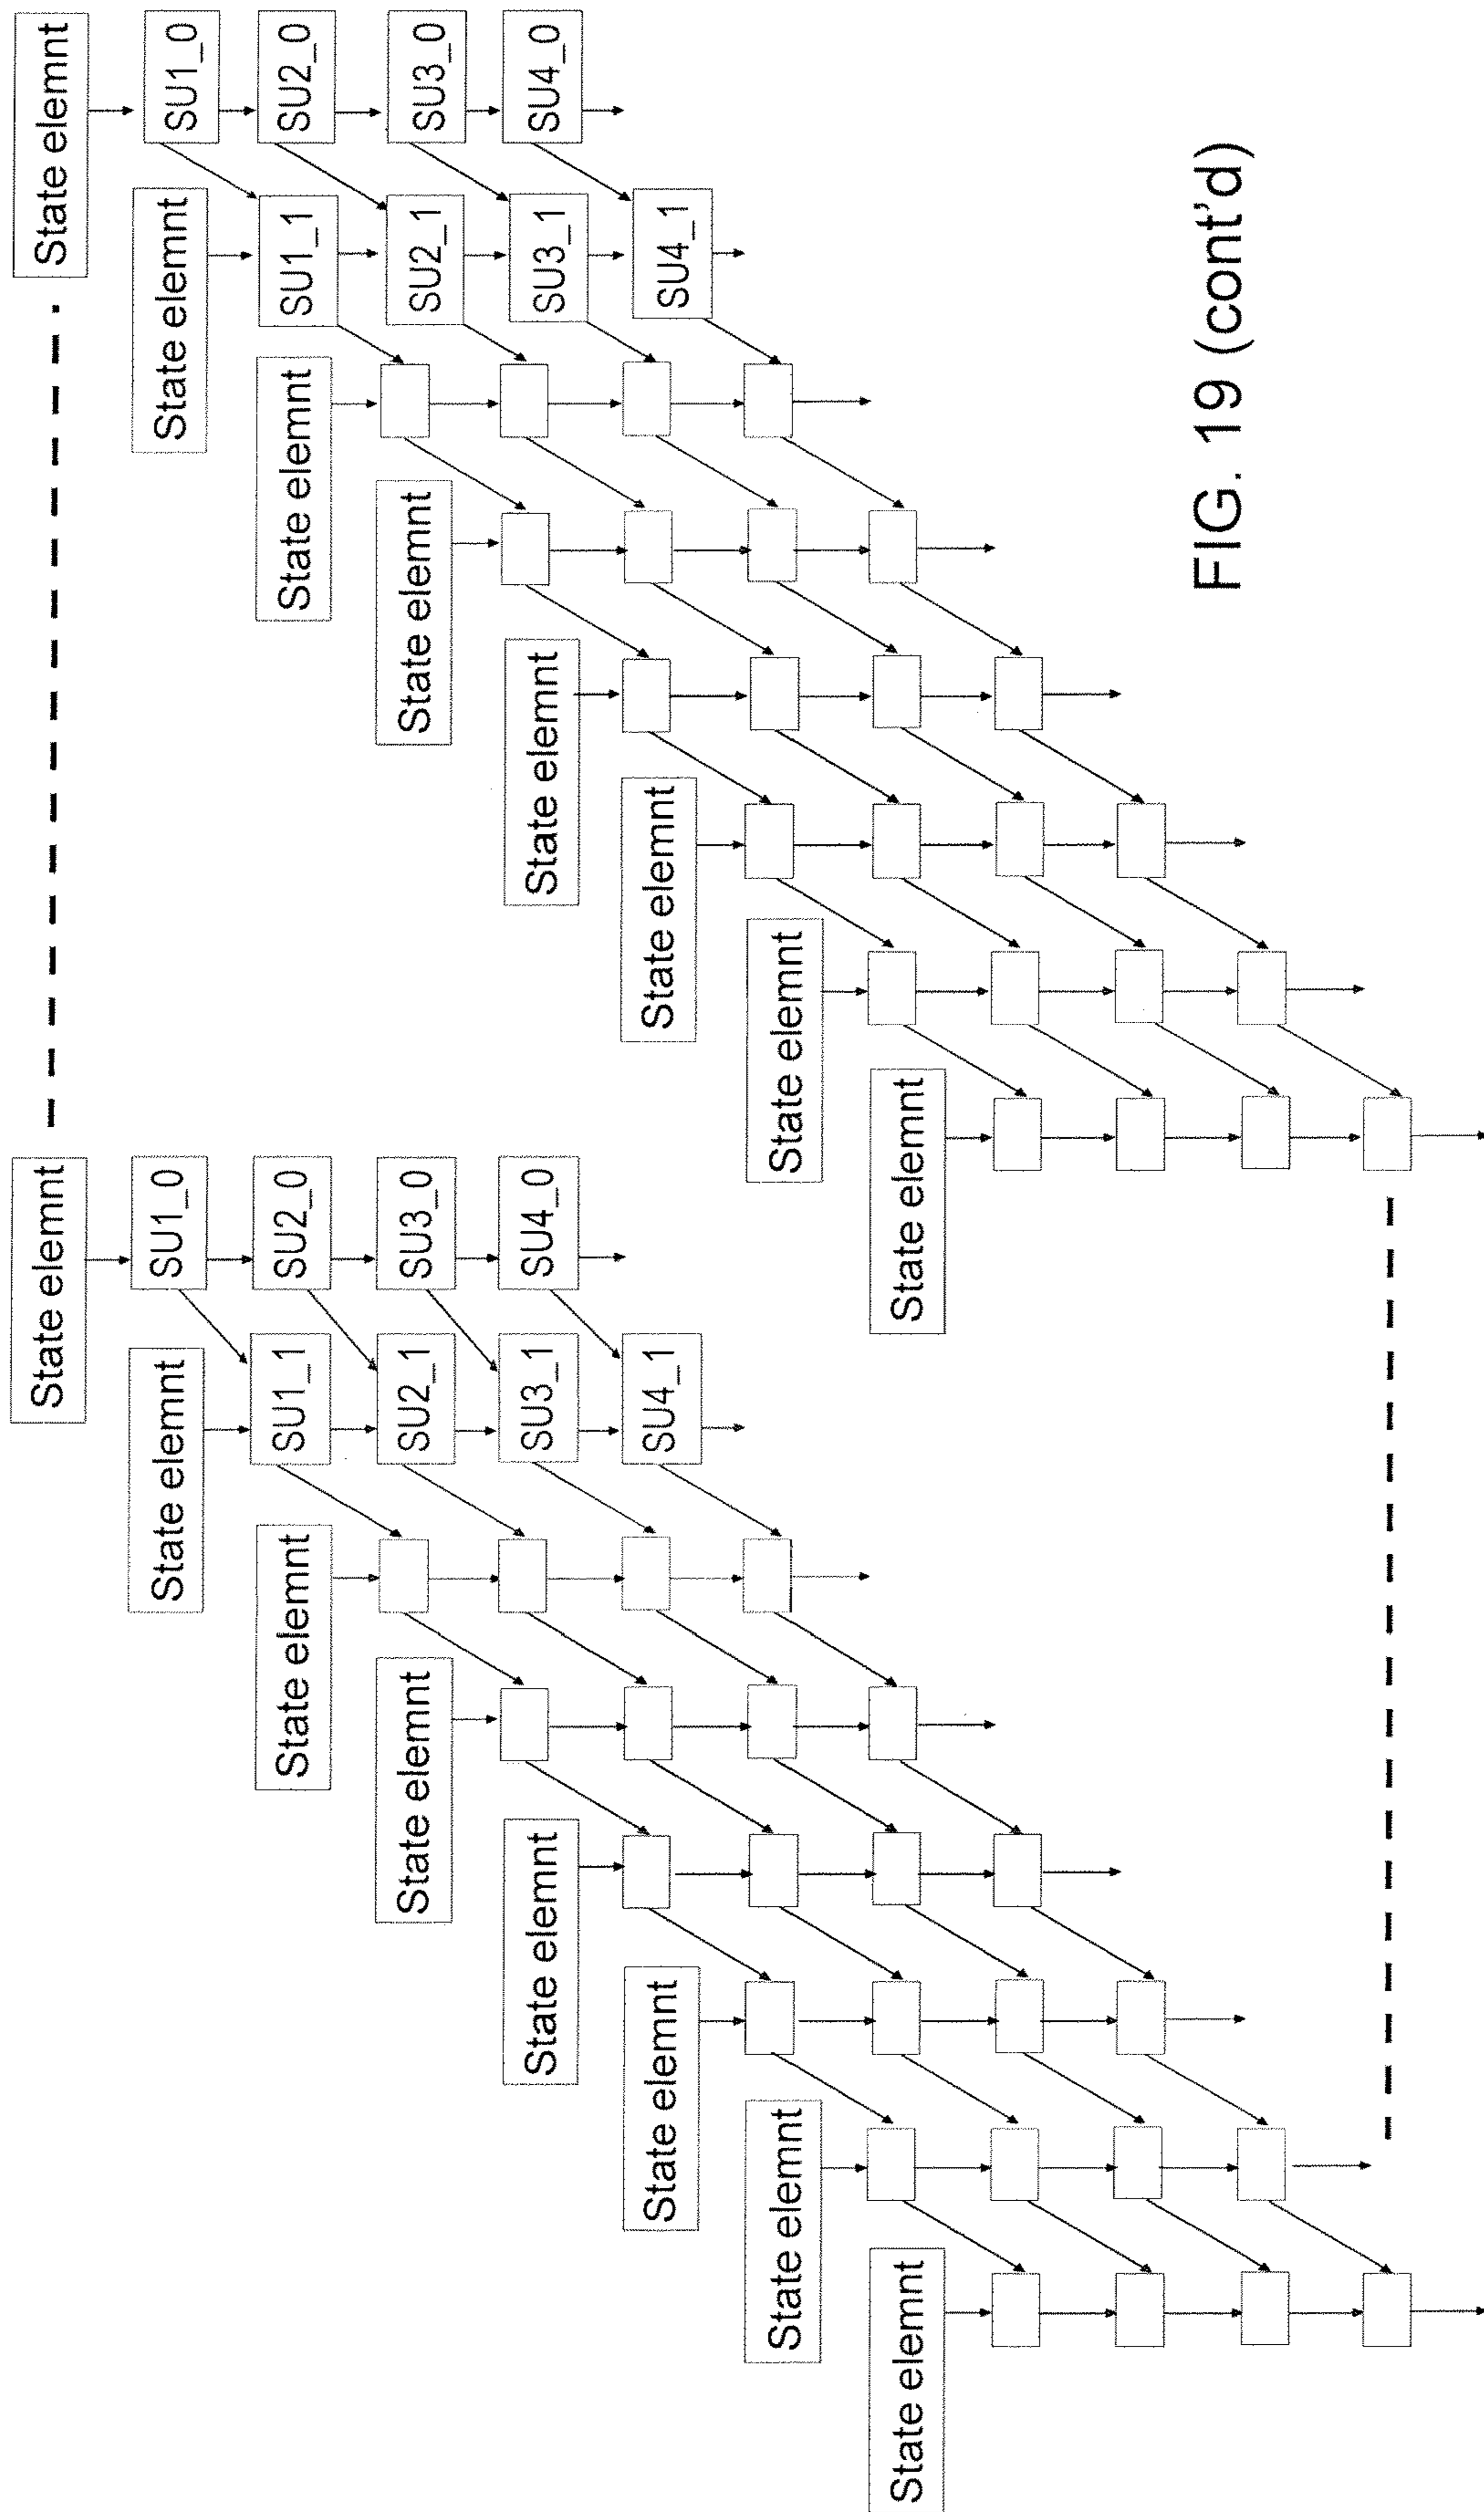 State elemnt
State elemnt
State elemnt
SU1_0
State elemnt
SU1_0
State elemnt
SU1_1
SU2_0
State elemnt
SU1_1
SU2_0
State elemnt
SU2_1
SU3_0
State elemnt
SU2_1
SU3_0
State elemnt
SU3_1
SU4_0
State elemnt
SU3_1
SU4_0
State elemnt
SU4_1
State elemnt
SU4_1
State elemnt
State elemnt
State elemnt
State elemnt
FIG. 19 (cont'd)